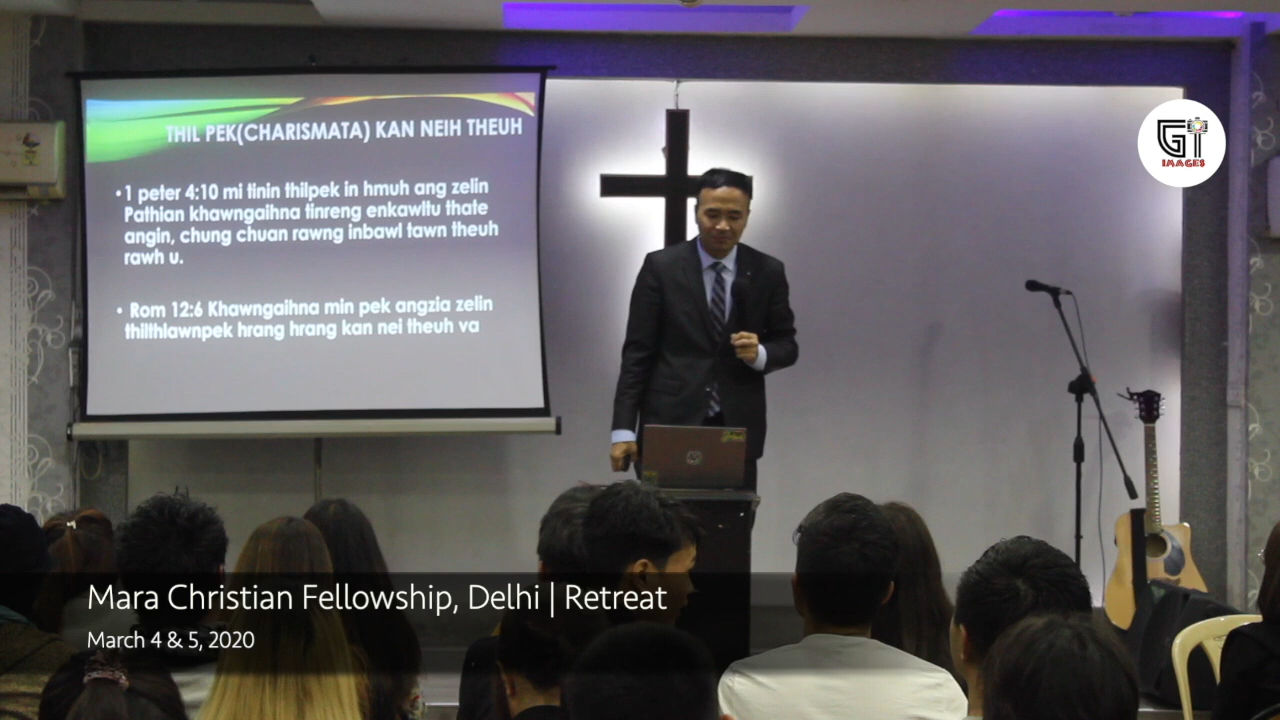 THIL PEK(CHARISMATA) KAN NEIH THEUH
• 1 peter 4:10 mi tinin thilpek in hmuh ang zelin
Pathian khawngaihna tinreng enkawltu thate
angin, chung chuan rawng inbawl tawn theuh
rawh u.
• Rom 12:6 Khawngaihna min pek angzia zelin
thilthlawnpek hrang hrang kan nei theuh va
GT
IMAGES
Mara Christian Fellowship, Delhi | Retreat
March 4 & 5, 2020